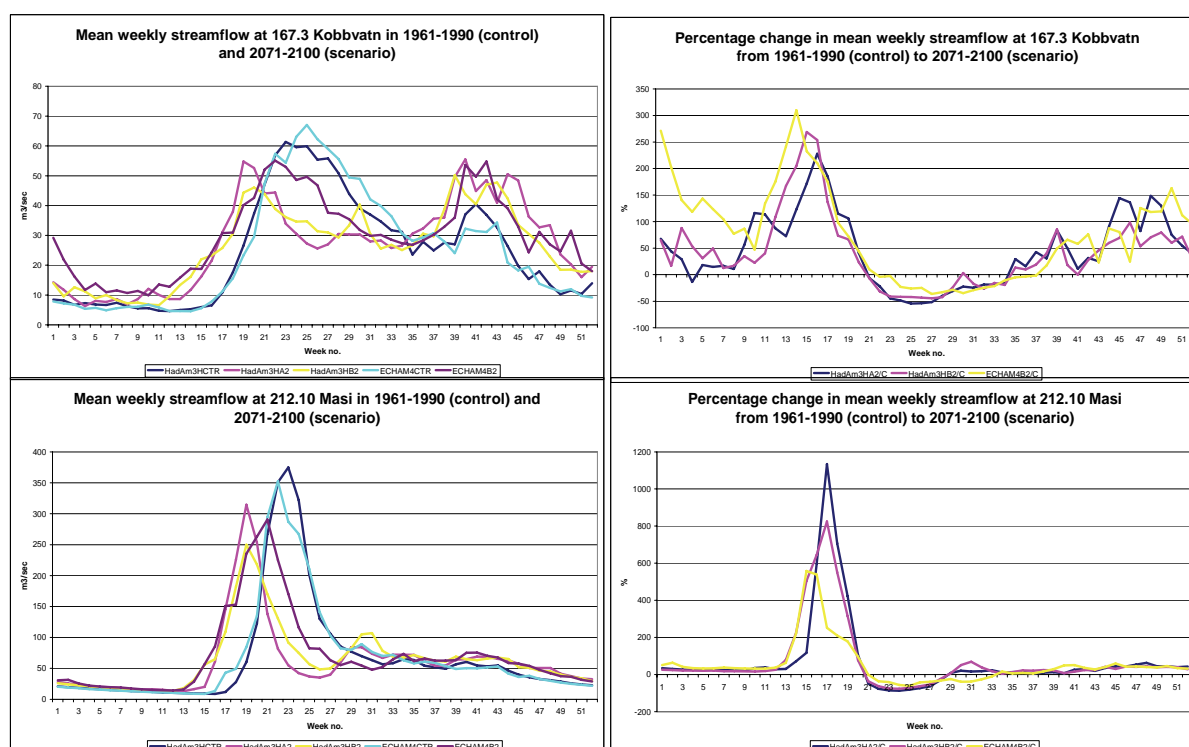 Mean weekly streamflow at 167.3 Kobbvatn in 1961-1990 (control)
and 2071-2100 (scenario)
80
70
60
50
40
30
20
10
0
m3/sec
1 3 5 7 9 11 13 15 17 19 21 23 25 27 29 31 33 35 37 39 41 43 45 47 49 51
Week no.
HadAm3HCTR HadAm3HA2 HadAm3HB2 ECHAM4CTR ECHAM4B2
Percentage change in mean weekly streamflow at 167.3 Kobbvatn
from 1961-1990 (control) to 2071-2100 (scenario)
350
300
250
200
150
100
50
0
-50
-100
%
1 3 5 7 9 11 13 15 17 19 21 23 25 27 29 31 33 35 37 39 41 43 45 47 49 51
Week no.
HadAm3HA2/C HadAm3HB2/C ECHAM4B2/C
Mean weekly streamflow at 212.10 Masi in 1961-1990 (control) and
2071-2100 (scenario)
400
350
300
250
200
150
100
50
0
m3/sec
1 3 5 7 9 11 13 15 17 19 21 23 25 27 29 31 33 35 37 39 41 43 45 47 49 51
Week no.
HadAm3HCTR HadAm3HA2 HadAm3HB2 ECHAM4CTR ECHAM4B2
Percentage change in mean weekly streamflow at 212.10 Masi
from 1961-1990 (control) to 2071-2100 (scenario)
1200
1000
800
600
400
200
0
-200
%
1 3 5 7 9 11 13 15 17 19 21 23 25 27 29 31 33 35 37 39 41 43 45 47 49 51
Week no.
HadAm3HA2/C HadAm3HB2/C ECHAM4B2/C